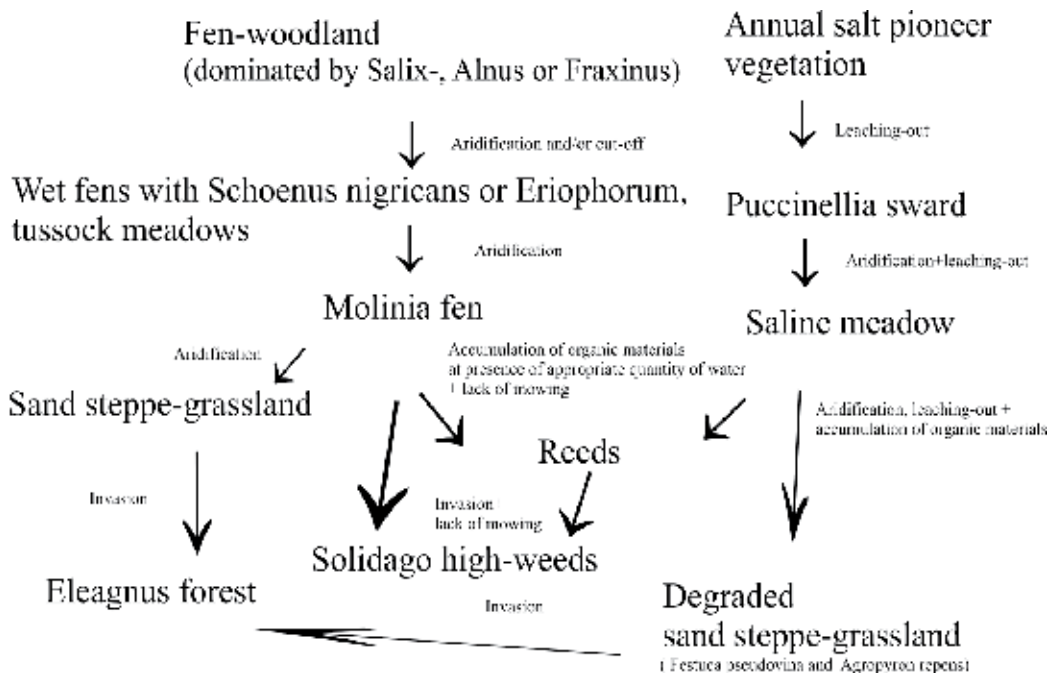 Fen-woodland
(dominated by Salix-, Alnus or Fraxinus)
Annual salt pioneer
vegetation
Aridification and/or cut-off
Leaching-out
Wet fens with Schoenus nigricans or Eriophorum,
tussock meadows
Puccinellia sward
Aridification
Aridification+leaching-out
Molinia fen
Saline meadow
Aridification
Accumulation of organic materials
at presence of appropriate quantity of water
+ lack of mowing
Sand steppe-grassland
Aridification, leaching-out +
accumulation of organic materials
Reeds
Invasion
Invasion+
lack of mowing
Solidago high-weeds
Eleagnus forest
Invasion
Degraded
sand steppe-grassland
( Festuca pseudovina and Agropyron repens)